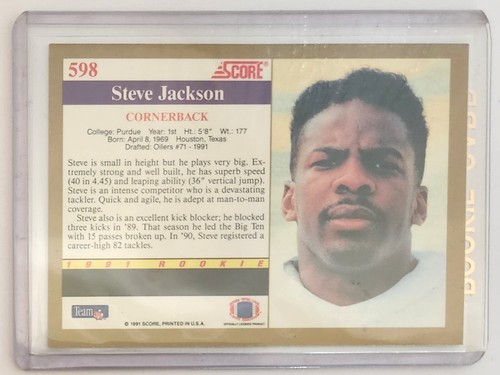 598
SCORE®
Steve Jackson
CORNERBACK
College: Purdue Year: 1st Ht.: 5'8" Wt.: 177
Born: April 8, 1969 Houston, Texas
Drafted: Oilers #71 - 1991
Steve is small in height but he plays very big. Ex-
tremely strong and well built, he has superb speed
(40 in 4.45) and leaping ability (36" vertical jump).
Steve is an intense competitor who is a devastating
tackler. Quick and agile, he is adept at man-to-man
coverage.
Steve also is an excellent kick blocker; he blocked
three kicks in '89. That season he led the Big Ten
with 15 passes broken up. In '90, Steve registered a
career-high 82 tackles.
1991 ROOKIE
Team NFL
© 1991 SCORE, PRINTED IN U.S.A.
OFFICIALLY LICENSED PRODUCT
ROOKIE CARD